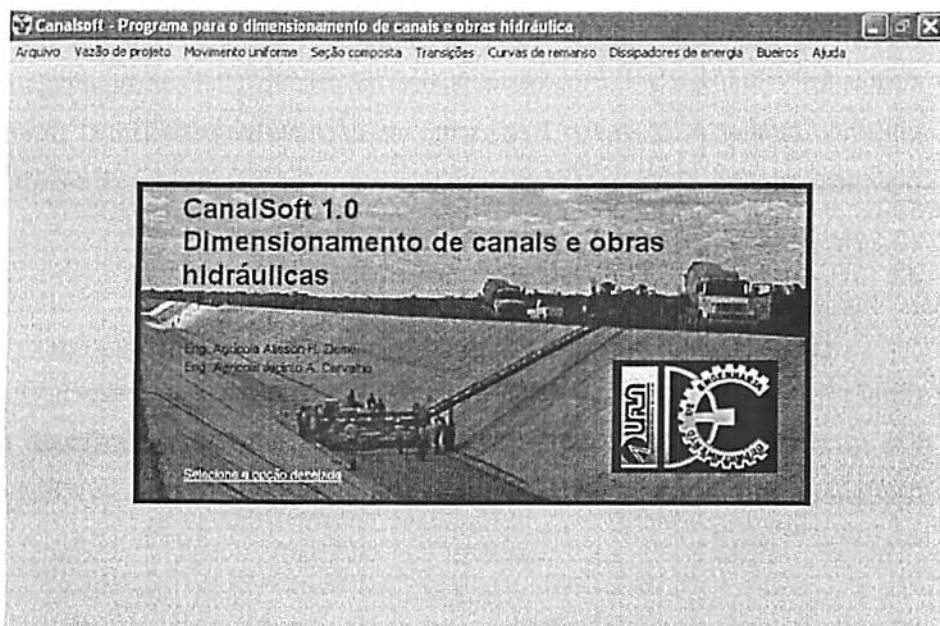 Canalsoft - Programa para o dimensionamento de canais e obras hidráulica
Arquivo Vazão de projeto Movimento uniforme Seção composta Transições Curvas de remanso Dissipadores de energia Bueiros Ajuda
CanalSoft 1.0
Dimensionamento de canais e obras
hidráulicas
Eng. Agrícola Alisson H.
Eng. Agrícola Jacinto A. Carvalho
Selecione a opção desejada
UFLA
ENGENHARIA